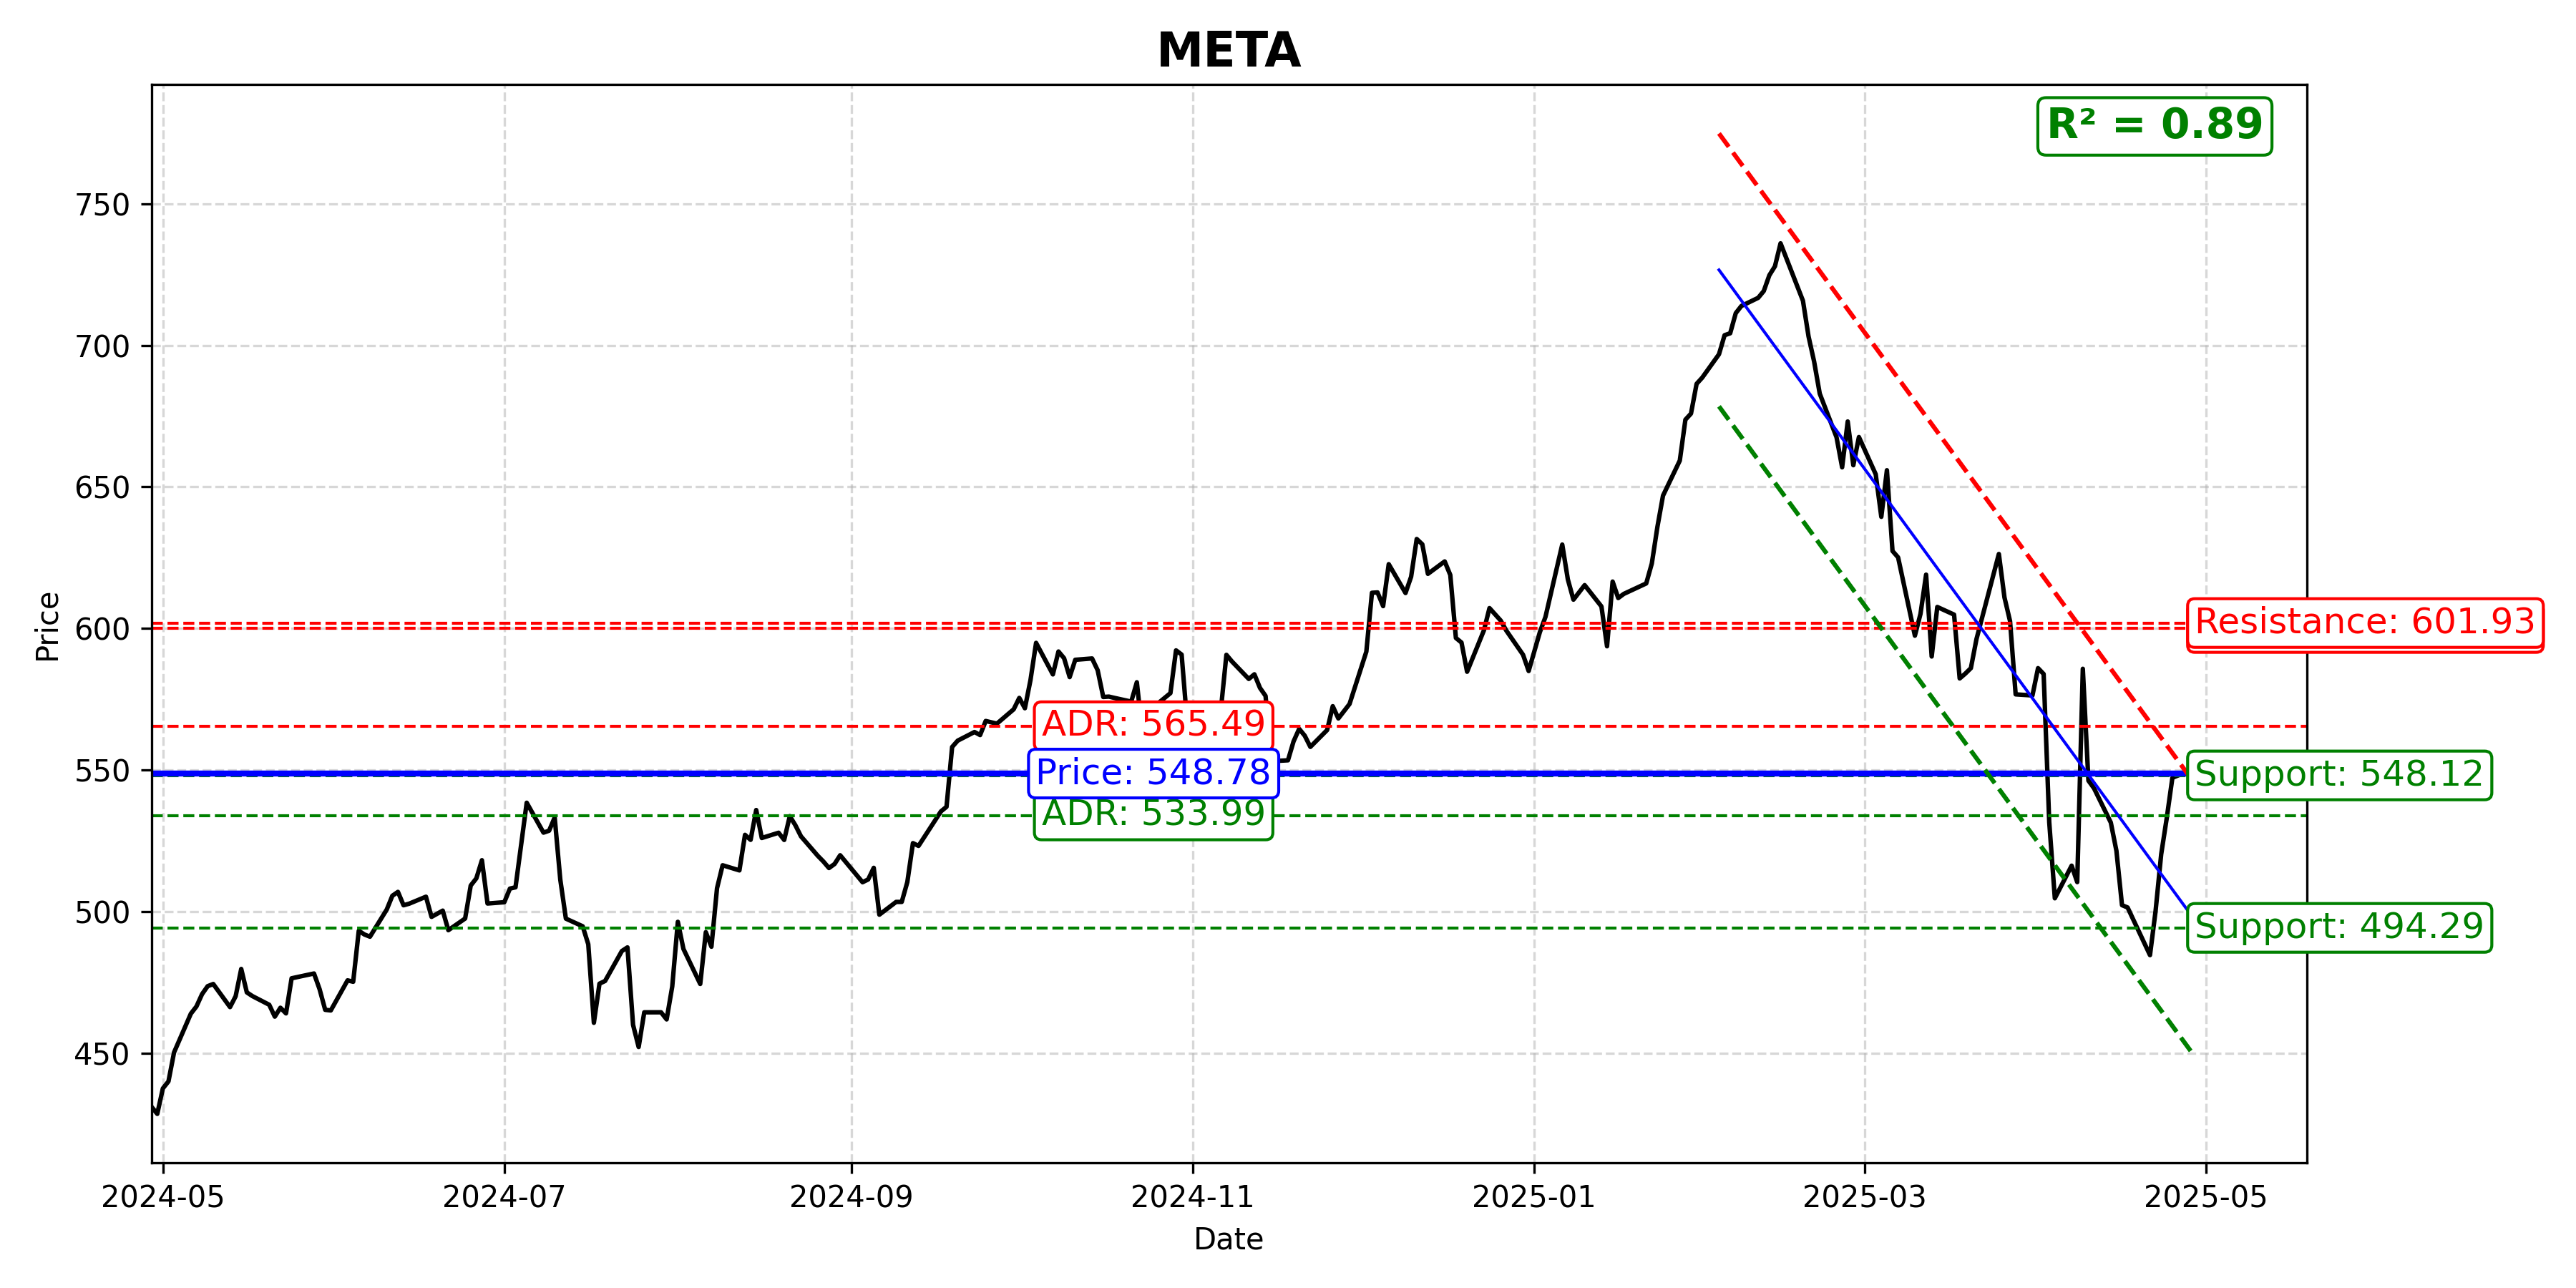 META
R² = 0.89
Price
750
700
650
600
550
500
450
ADR: 565.49
Price: 548.78
ADR: 533.99
Resistance: 601.93
Support: 548.12
Support: 494.29
2024-05
2024-07
2024-09
2024-11
2025-01
2025-03
2025-05
Date